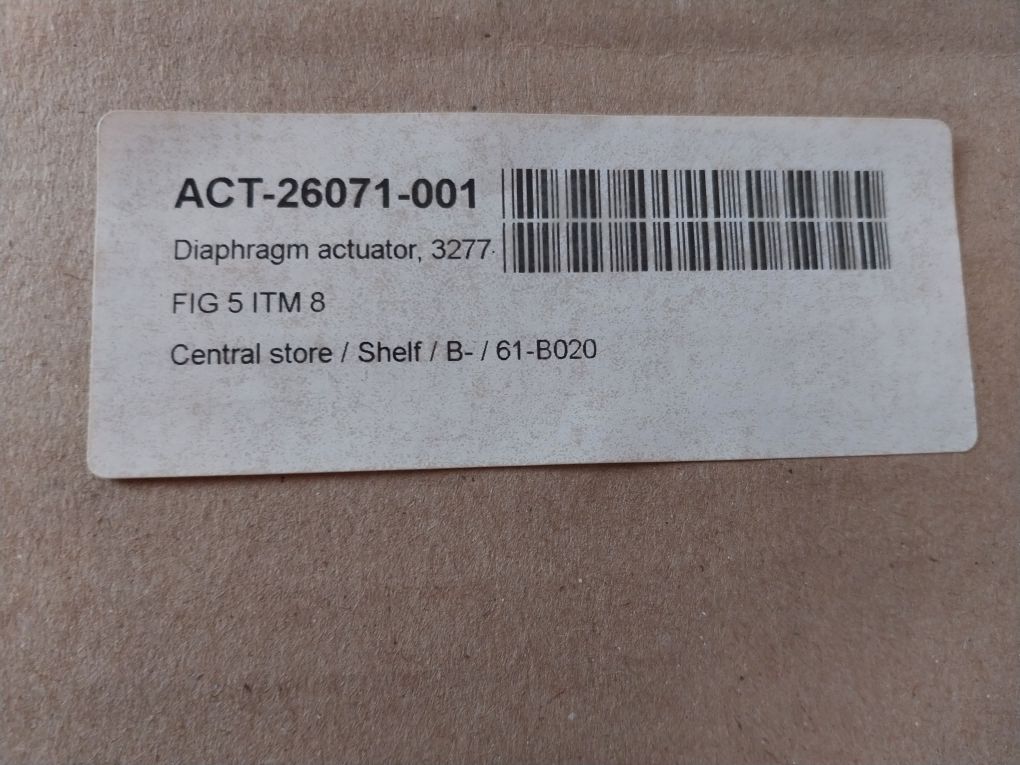 ACT-26071-001
Diaphragm actuator, 3277-
FIG 5 ITM 8
Central store / Shelf / B- / 61-B020